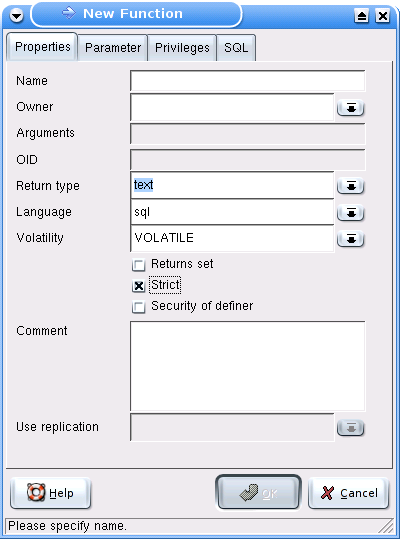 New Function
Properties Parameter Privileges SQL
Name
Owner
Arguments
OID
Return type text
Language sql
Volatility VOLATILE
Returns set
Strict
Security of definer
Comment
Use replication
Help OK Cancel
Please specify name.